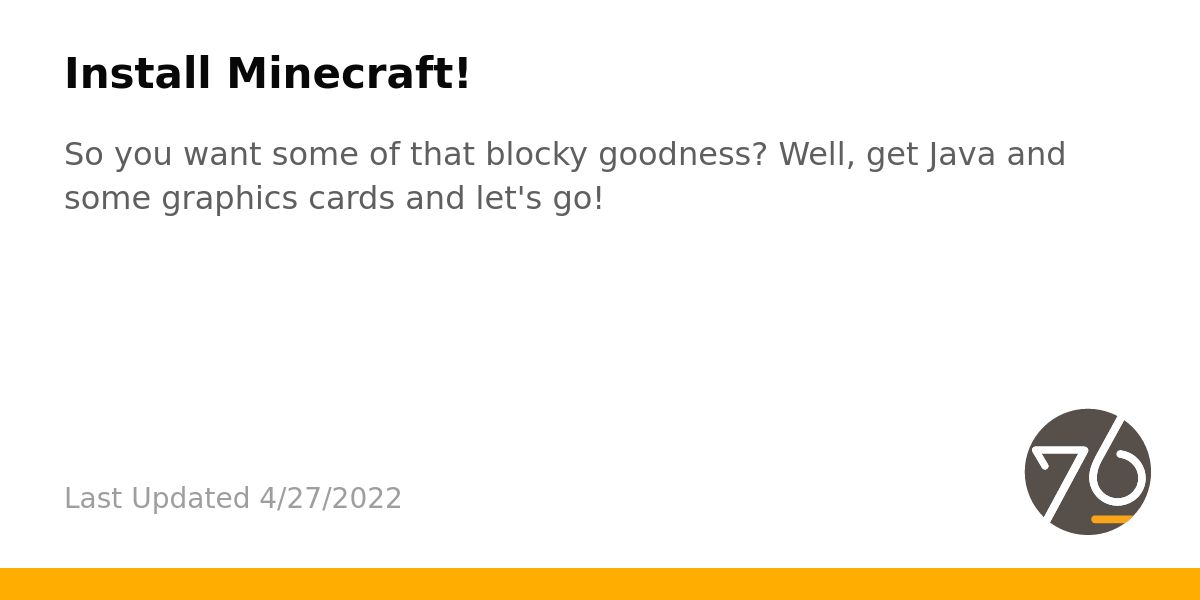 Install Minecraft!
So you want some of that blocky goodness? Well, get Java and
some graphics cards and let's go!
Last Updated 4/27/2022
76